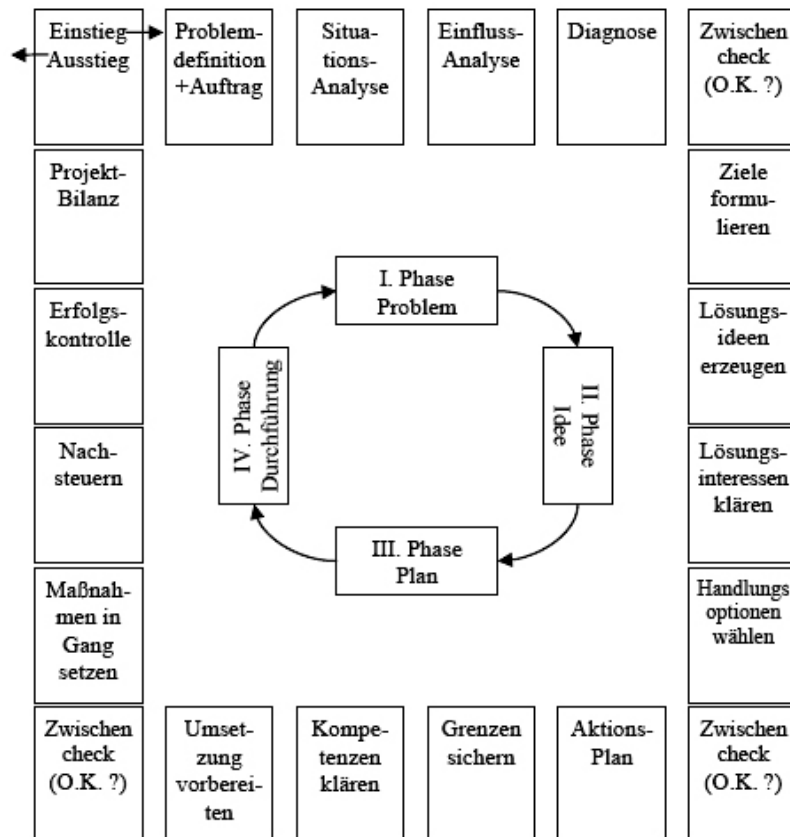 Einstieg
Ausstieg
Problem-
definition
+Auftrag
Situa-
tions-
Analyse
Einfluss-
Analyse
Diagnose
Zwischen
check
(O.K. ?)
Projekt-
Bilanz
Ziele
formu-
lieren
I. Phase
Problem
Erfolgs-
kontrolle
Lösungs-
ideen
erzeugen
IV. Phase
Durchführung
II. Phase
Idee
Nach-
steuern
Lösungs-
interessen
klären
III. Phase
Plan
Maßnah-
men in
Gang
setzen
Handlungs
optionen
wählen
Zwischen
check
(O.K. ?)
Umset-
zung
vorberei-
ten
Kompe-
tenzen
klären
Grenzen
sichern
Aktions-
Plan
Zwischen
check
(O.K. ?)